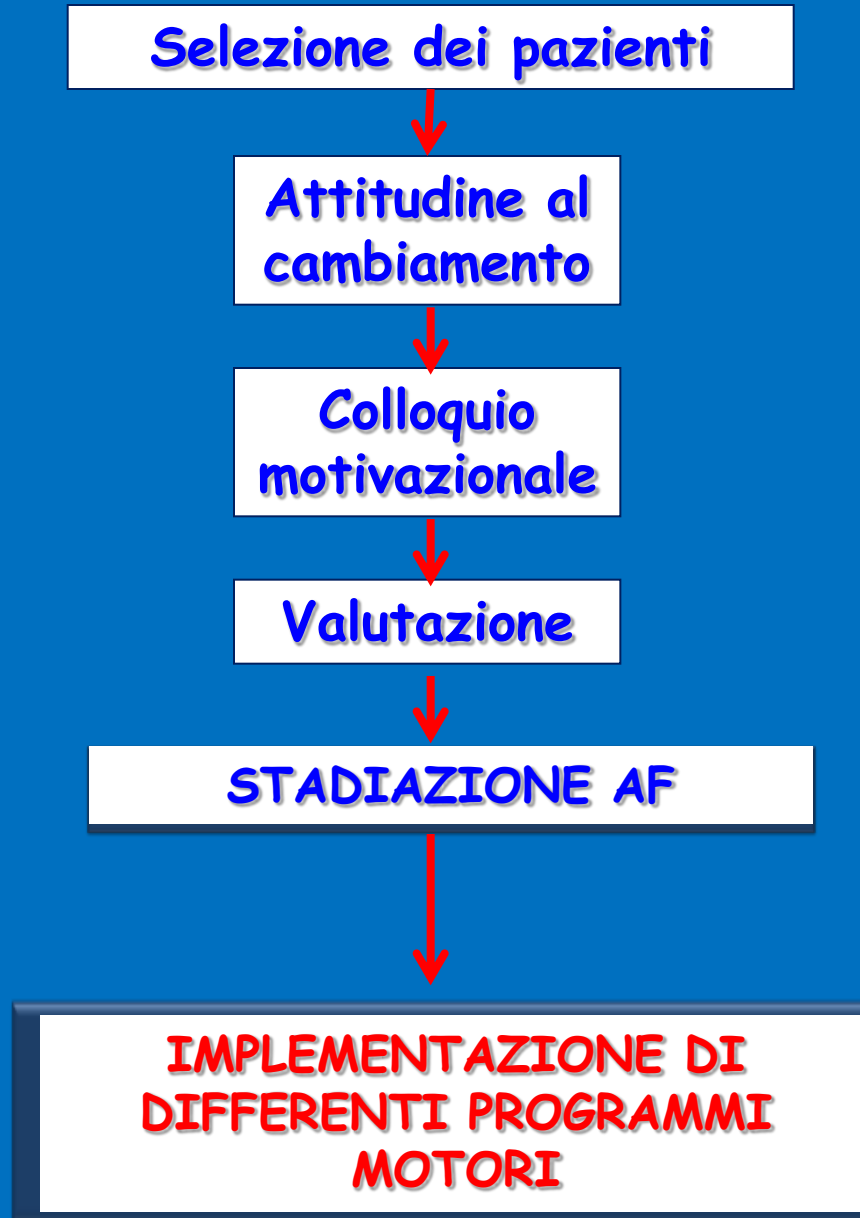 Selezione dei pazienti
Attitudine al
cambiamento
Colloquio
motivazionale
Valutazione
STADIAZIONE AF
IMPLEMENTAZIONE DI
DIFFERENTI PROGRAMMI
MOTORI